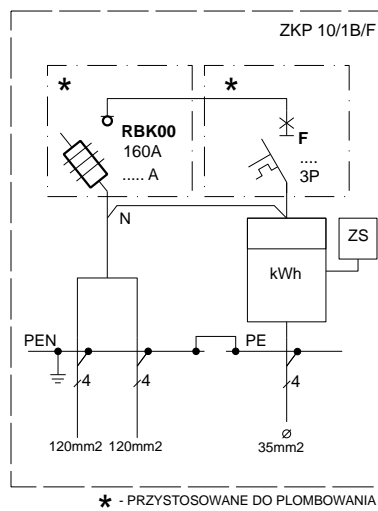 ZKP 10/1B/F
* *
RBK00
160A
..... A
F
....
3P
N
ZS
kWh
PEN
PE
4
4
4
120mm2
120mm2
35mm2
* - PRZYSTOSOWANE DO PLOMBOWANIA